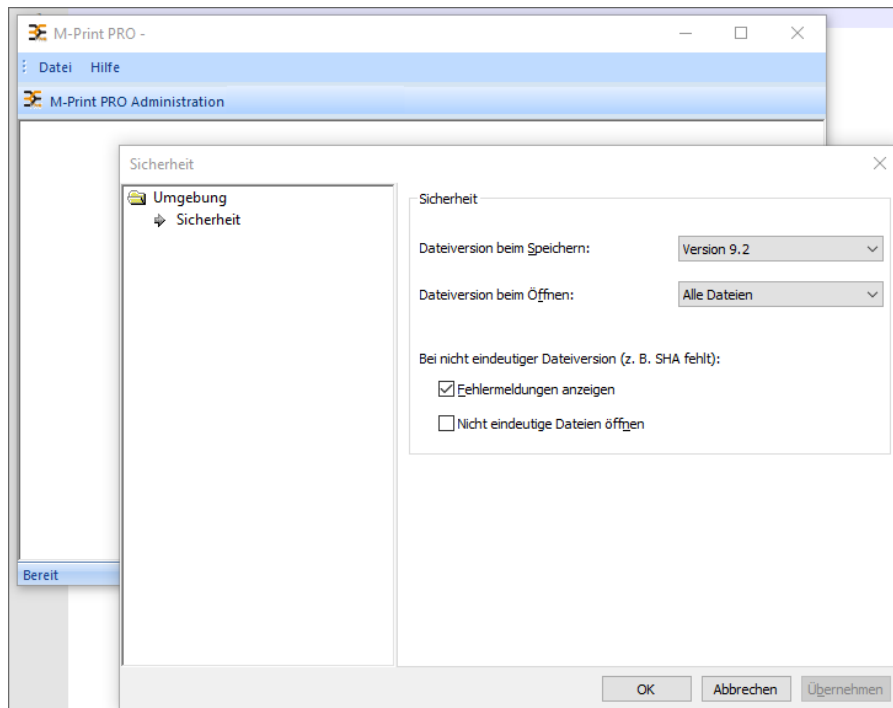 M-Print PRO -
Datei Hilfe
M-Print PRO Administration
Sicherheit
Umgebung
Sicherheit
Sicherheit
Dateiversion beim Speichern: Version 9.2
Dateiversion beim Öffnen: Alle Dateien
Bei nicht eindeutiger Dateiversion (z. B. SHA fehlt):
Fehlermeldungen anzeigen
Nicht eindeutige Dateien öffnen
Bereit
OK Abbrechen Übernehmen